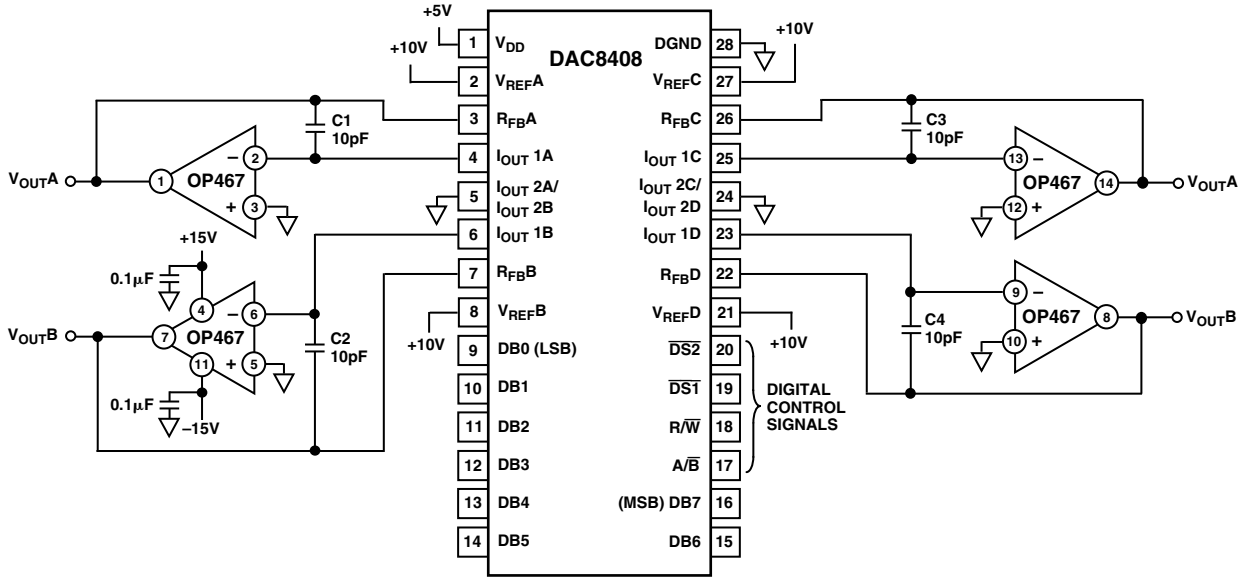 DAC8408
+5V
1 VDD
+10V
2 VREFA
3 RFBA
C1
10pF
4 IOUT 1A
5 IOUT 2A/
IOUT 2B
6 IOUT 1B
7 RFBB
8 VREFB
+10V
9 DB0 (LSB)
10 DB1
11 DB2
12 DB3
13 DB4
14 DB5
VOUTA
1
OP467
− 2
+ 3
+15V
0.1μF
4
VOUTB
7
OP467
− 6
+ 5
11
0.1μF
−15V
C2
10pF
DGND 28
+10V
VREFC 27
RFBC 26
C3
10pF
IOUT 1C 25
IOUT 2C/
IOUT 2D
24
IOUT 1D 23
RFBD 22
VREFD 21
+10V
D̅S̅2̅ 20
D̅S̅1̅ 19
R/W̅ 18
A/B̅ 17
DIGITAL
CONTROL
SIGNALS
(MSB) DB7 16
DB6 15
13 −
OP467
12 +
14
VOUTA
9 −
OP467
10 +
8
VOUTB
C4
10pF